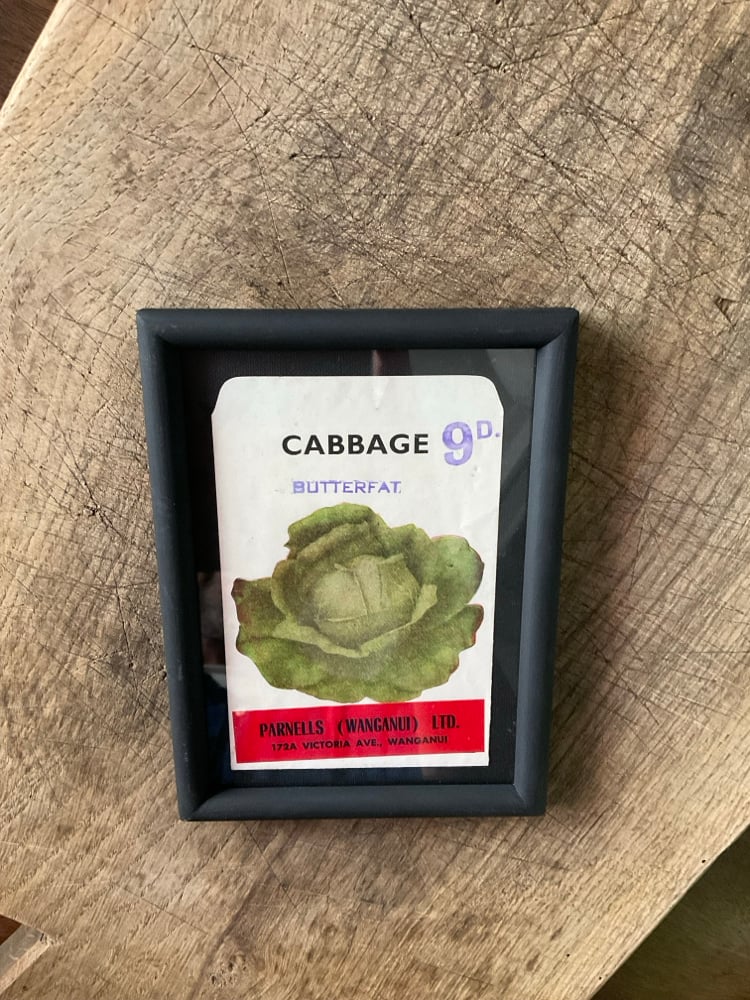 CABBAGE 9D.
BUTTERFAT.
PARNELLS (WANGANUI) LTD.
172A VICTORIA AVE., WANGANUI